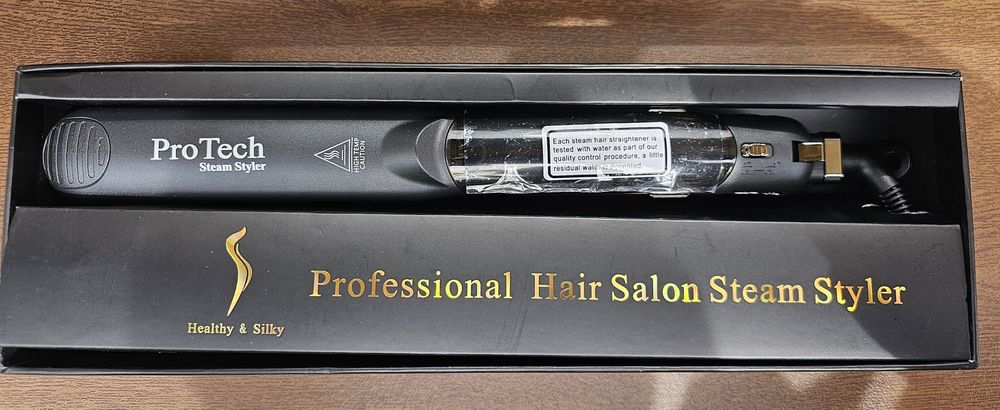 ProTech
Steam Styler
HIGH TEMP
CAUTION
Each steam hair straightener is
tested with water as part of our
quality control procedure, a little
residual water is accepted.
Professional Hair Salon Steam Styler
Healthy & Silky